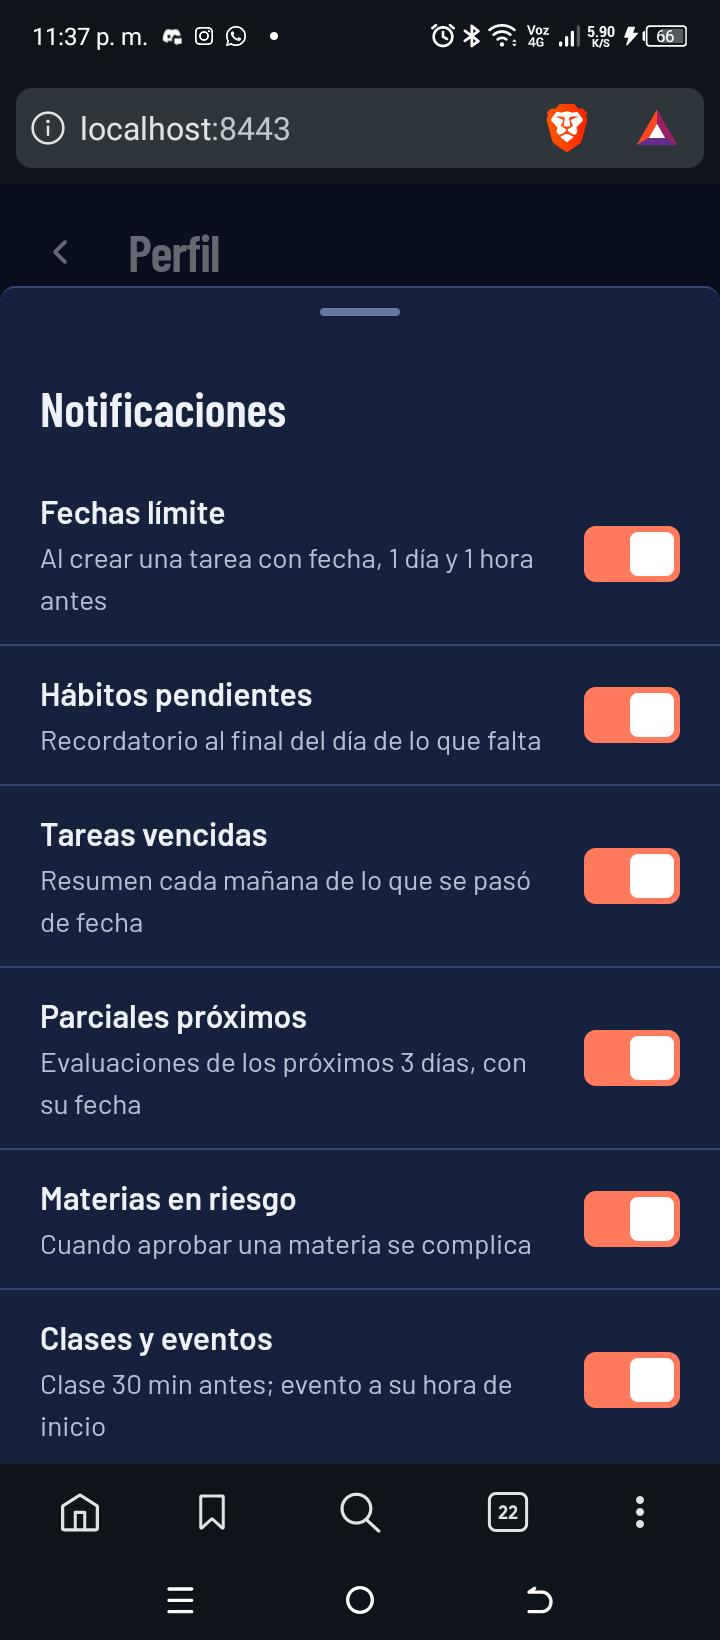 11:37 p. m.
Voz
4G
5.90
K/S
66
localhost:8443
Perfil
Notificaciones
Fechas límite
Al crear una tarea con fecha, 1 día y 1 hora
antes
Hábitos pendientes
Recordatorio al final del día de lo que falta
Tareas vencidas
Resumen cada mañana de lo que se pasó
de fecha
Parciales próximos
Evaluaciones de los próximos 3 días, con
su fecha
Materias en riesgo
Cuando aprobar una materia se complica
Clases y eventos
Clase 30 min antes; evento a su hora de
inicio
22